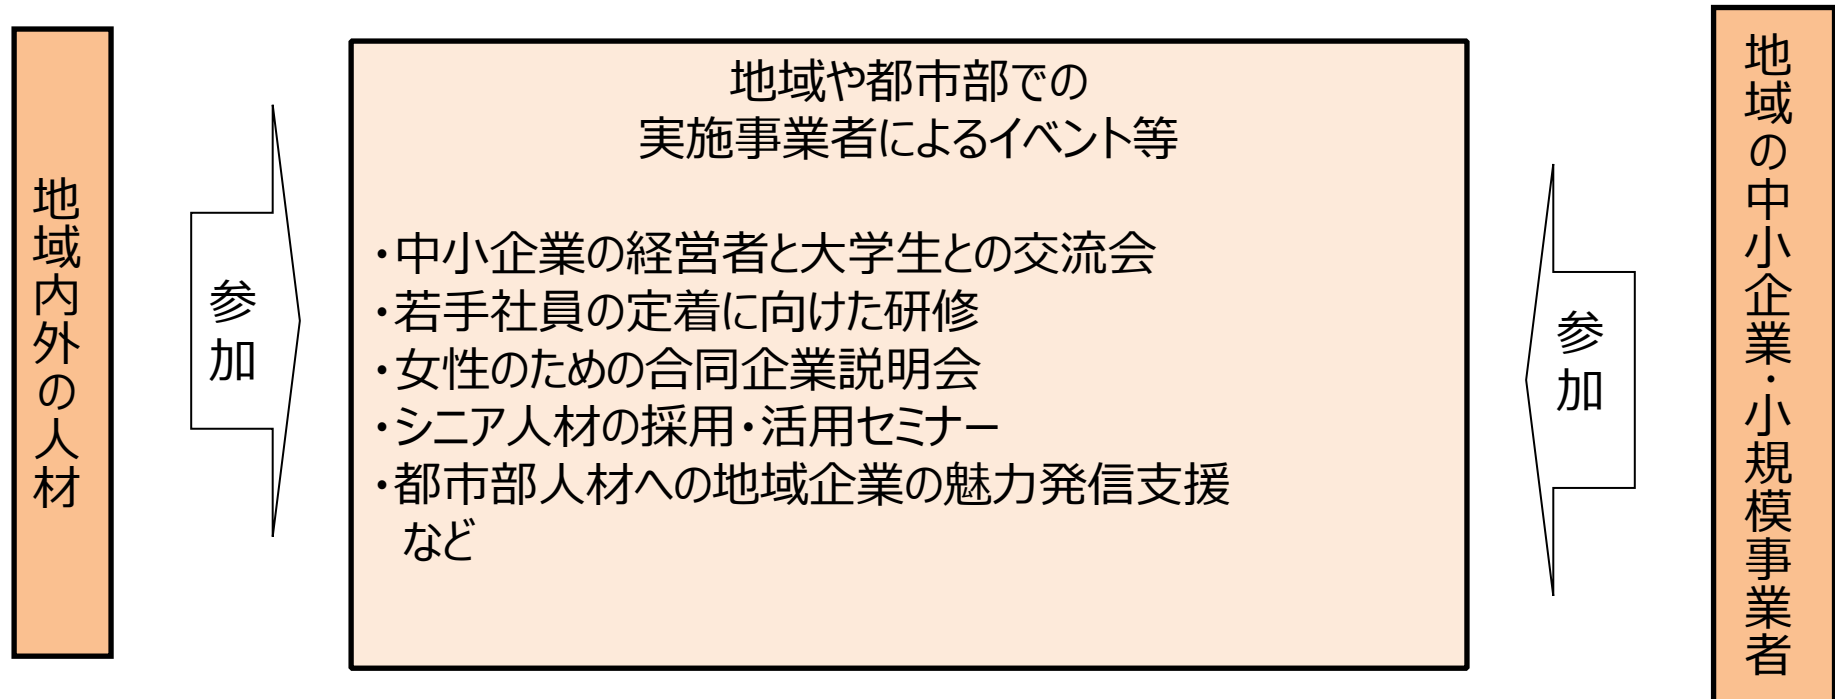 地域内外の人材
参加
地域や都市部での
実施事業者によるイベント等
・中小企業の経営者と大学生との交流会
・若手社員の定着に向けた研修
・女性のための合同企業説明会
・シニア人材の採用・活用セミナー
・都市部人材への地域企業の魅力発信支援
など
参加
地域の中小企業・小規模事業者